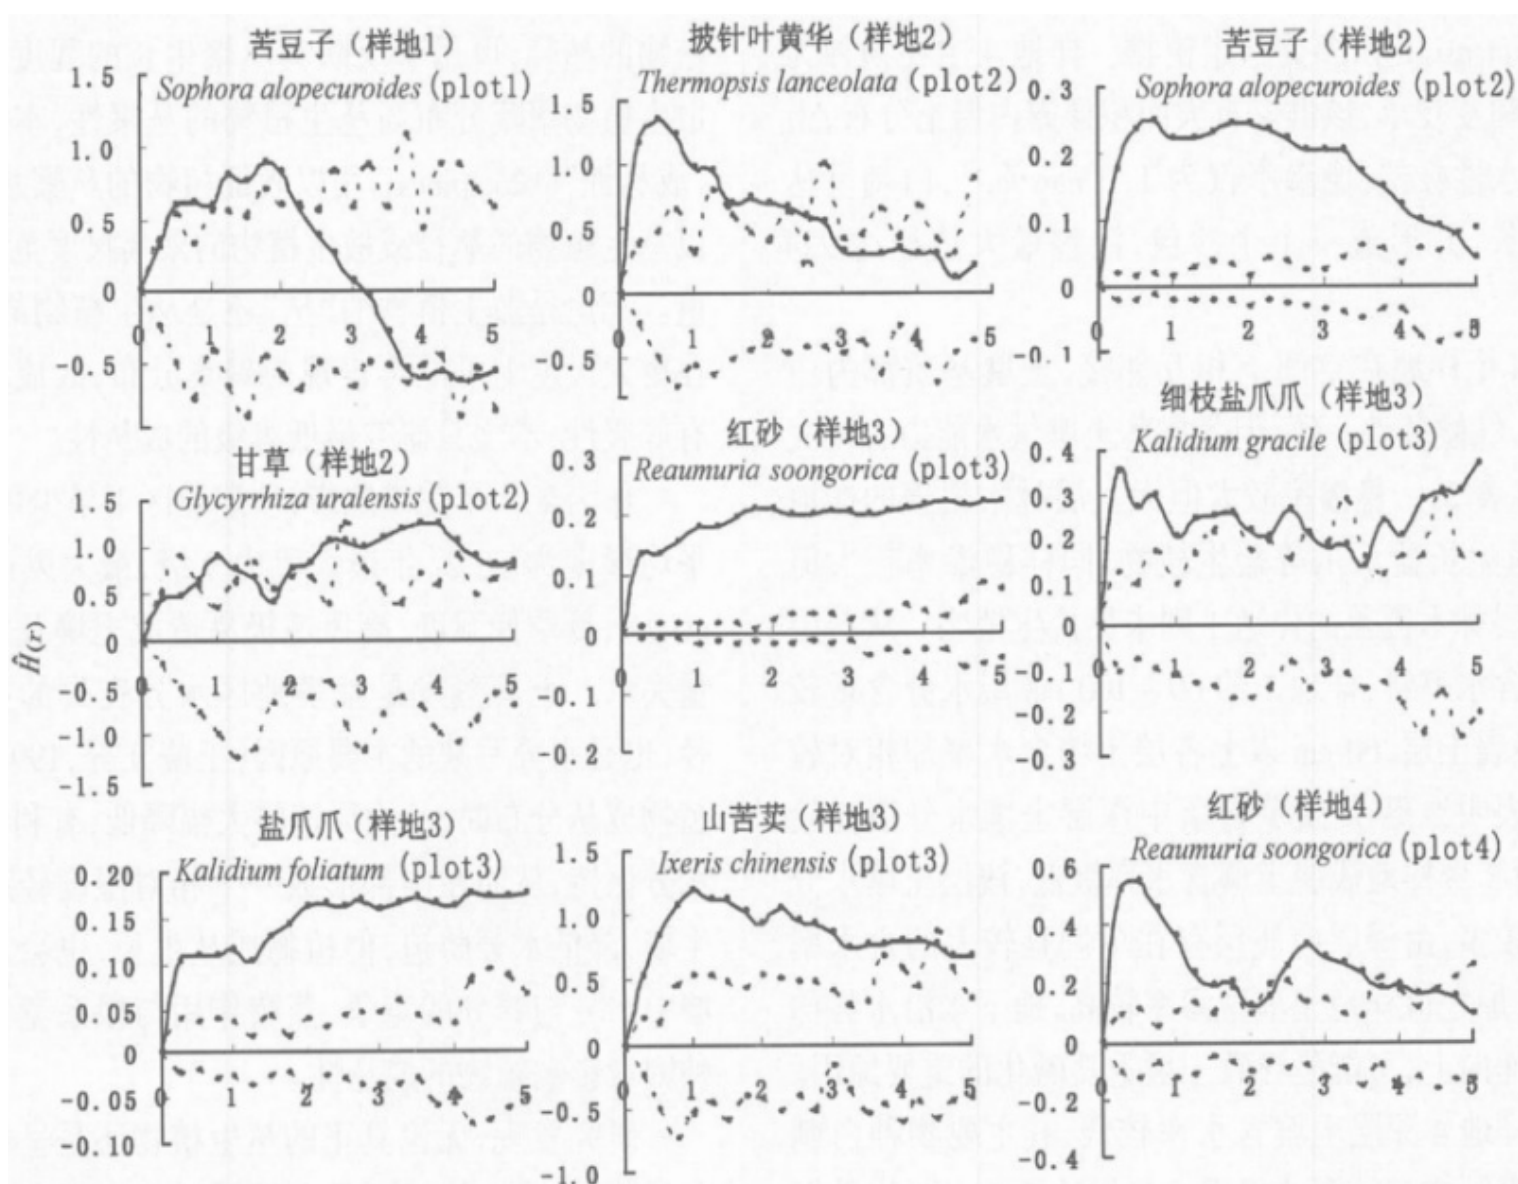 苦豆子（样地1）
Sophora alopecuroides (plot1)
1.5
1.0
0.5
0
-0.5
0 1 2 3 4 5
披针叶黄华（样地2）
Thermopsis lanceolata (plot2)
1.5
1.0
0.5
0
-0.5
0 1 2 3 4 5
苦豆子（样地2）
Sophora alopecuroides (plot2)
0.3
0.2
0.1
0
-0.1
0 1 2 3 4 5
甘草（样地2）
Glycyrrhiza uralensis (plot2)
1.5
1.0
0.5
0
-0.5
-1.0
-1.5
0 1 2 3 4 5
Ĥ(r)
红砂（样地3）
Reaumuria soongorica (plot3)
0.3
0.2
0.1
0
-0.1
-0.2
0 1 2 3 4 5
细枝盐爪爪（样地3）
Kalidium gracile (plot3)
0.4
0.3
0.2
0.1
0
-0.1
-0.2
-0.3
0 1 2 3 4 5
盐爪爪（样地3）
Kalidium foliatum (plot3)
0.20
0.15
0.10
0.05
0
-0.05
-0.10
0 1 2 3 4 5
山苦荬（样地3）
Ixeris chinensis (plot3)
1.5
1.0
0.5
0
-0.5
-1.0
0 1 2 3 4 5
红砂（样地4）
Reaumuria soongorica (plot4)
0.6
0.4
0.2
0
-0.2
-0.4
0 1 2 3 4 5